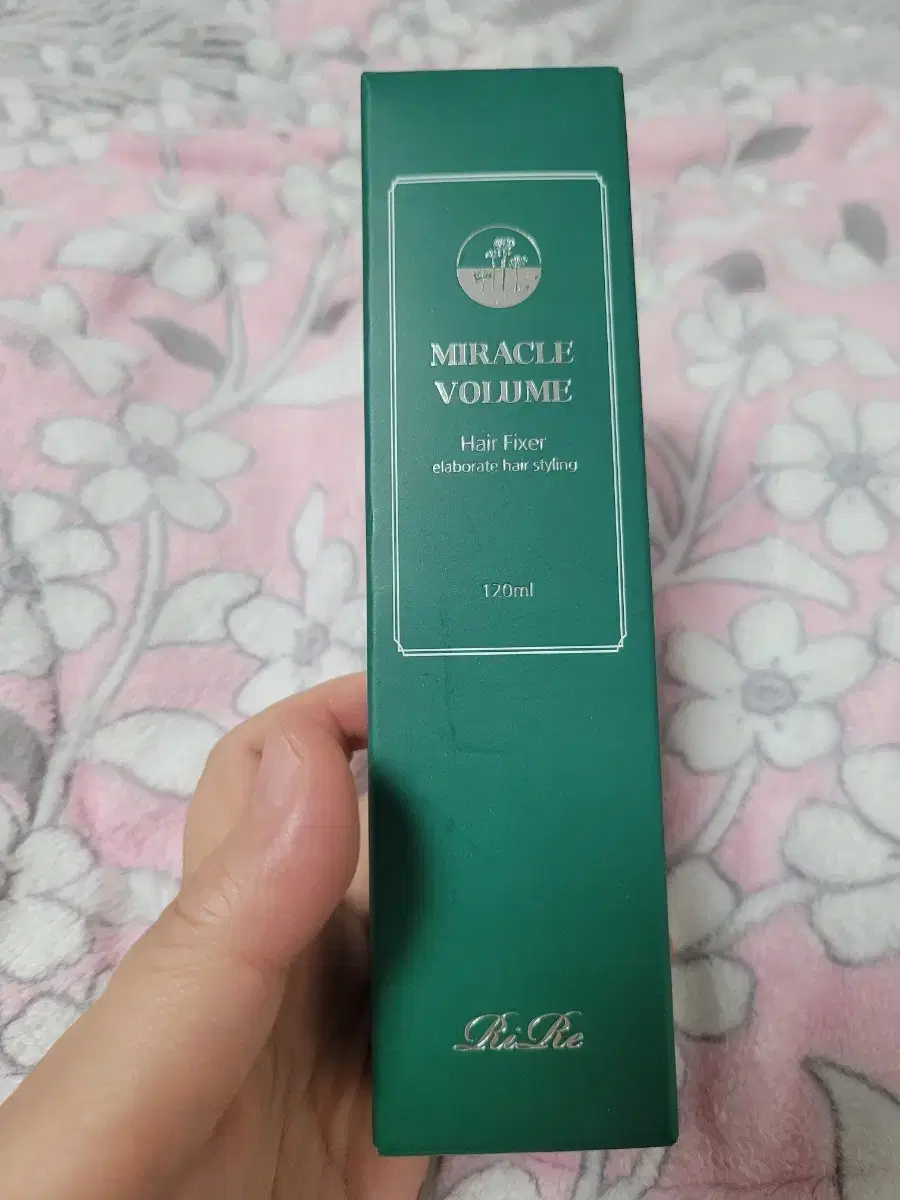 MIRACLE
VOLUME
Hair Fixer
elaborate hair styling
120ml
RiRe